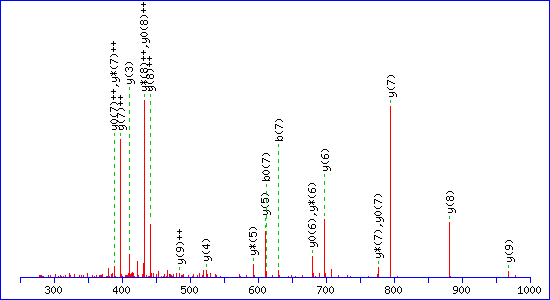 y0(7)++,y*(7)++
y(7)++
y(3)
y*(8)++,y0(8)++
y(8)++
y(9)++
y(4)
y*(5)
y(5)
b0(7)
b(7)
y0(6),y*(6)
y(6)
y*(7),y0(7)
y(7)
y(8)
y(9)
300 400 500 600 700 800 900 1000